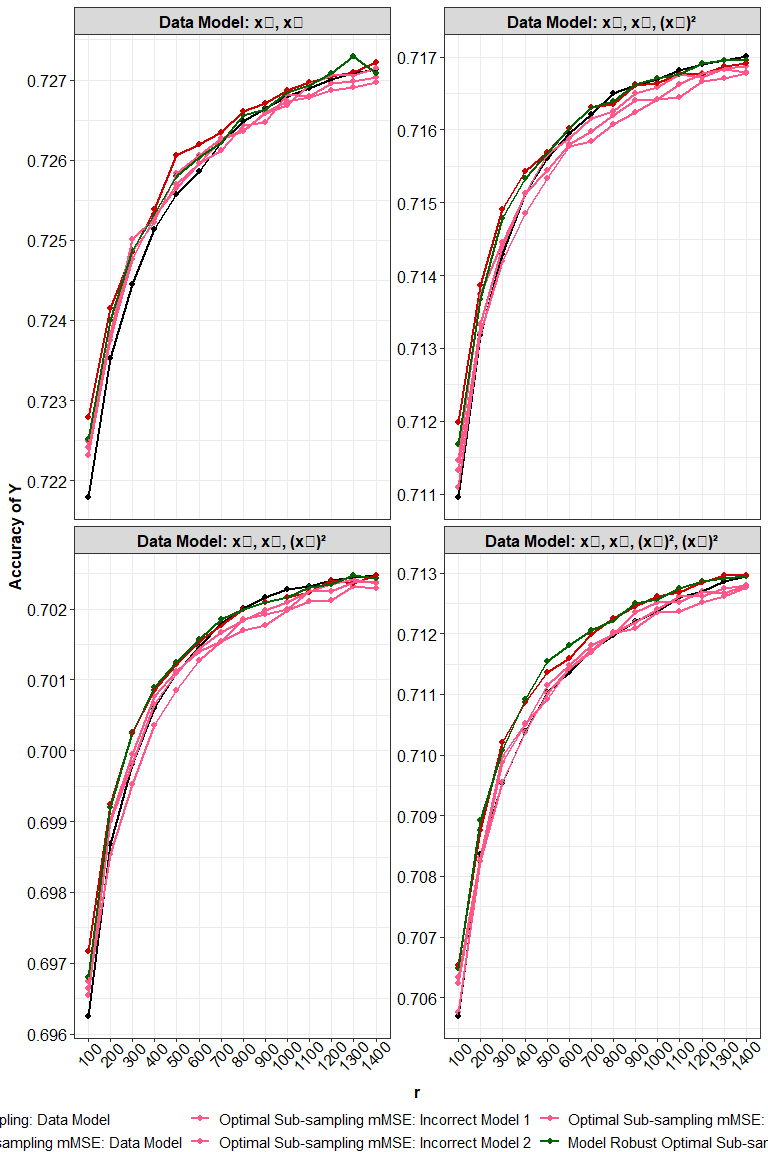 Data Model: x▯, x▯
Data Model: x▯, x▯, (x▯)²
0.727
0.726
0.725
0.724
0.723
0.722
0.717
0.716
0.715
0.714
0.713
0.712
0.711
Accuracy of Y
Data Model: x▯, x▯, (x▯)²
Data Model: x▯, x▯, (x▯)², (x▯)²
0.702
0.701
0.700
0.699
0.698
0.697
0.696
0.713
0.712
0.711
0.710
0.709
0.708
0.707
0.706
100 200 300 400 500 600 700 800 900 1000 1100 1200 1300 1400
100 200 300 400 500 600 700 800 900 1000 1100 1200 1300 1400
r
pling: Data Model
Optimal Sub-sampling mMSE: Incorrect Model 1
Optimal Sub-sampling mMSE:
sampling mMSE: Data Model
Optimal Sub-sampling mMSE: Incorrect Model 2
Model Robust Optimal Sub-sar